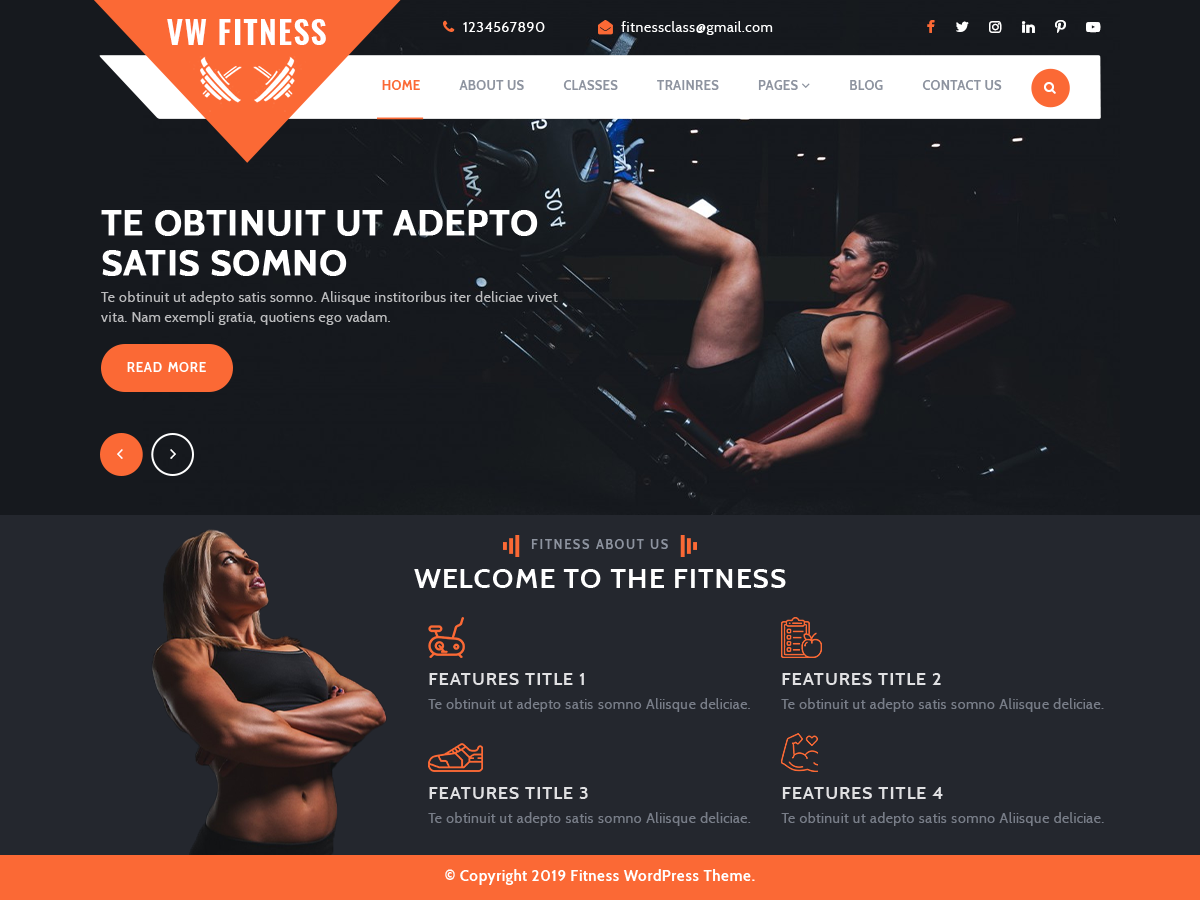 VW FITNESS
1234567890
fitnessclass@gmail.com
HOME ABOUT US CLASSES TRAINRES PAGES BLOG CONTACT US
20.4
TE OBTINUIT UT ADEPTO
SATIS SOMNO
Te obtinuit ut adepto satis somno. Aliisque institoribus iter deliciae vivet
vita. Nam exempli gratia, quotiens ego vadam.
READ MORE
FITNESS ABOUT US
WELCOME TO THE FITNESS
FEATURES TITLE 1
Te obtinuit ut adepto satis somno Aliisque deliciae.
FEATURES TITLE 2
Te obtinuit ut adepto satis somno Aliisque deliciae.
FEATURES TITLE 3
Te obtinuit ut adepto satis somno Aliisque deliciae.
FEATURES TITLE 4
Te obtinuit ut adepto satis somno Aliisque deliciae.
© Copyright 2019 Fitness WordPress Theme.